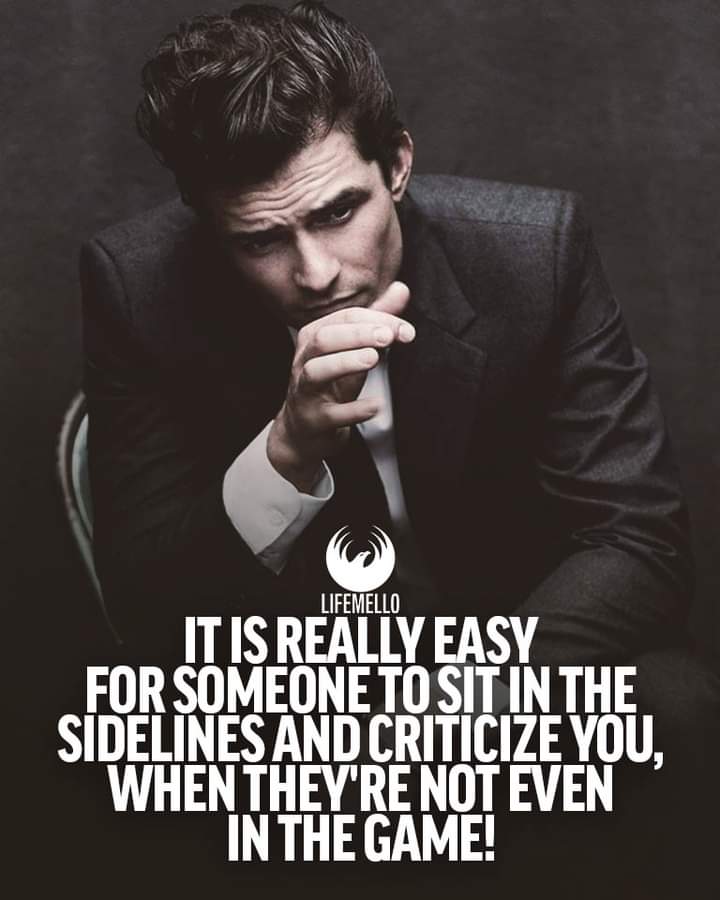 LIFEMELLO
IT IS REALLY EASY
FOR SOMEONE TO SIT IN THE
SIDELINES AND CRITICIZE YOU,
WHEN THEY'RE NOT EVEN
IN THE GAME!